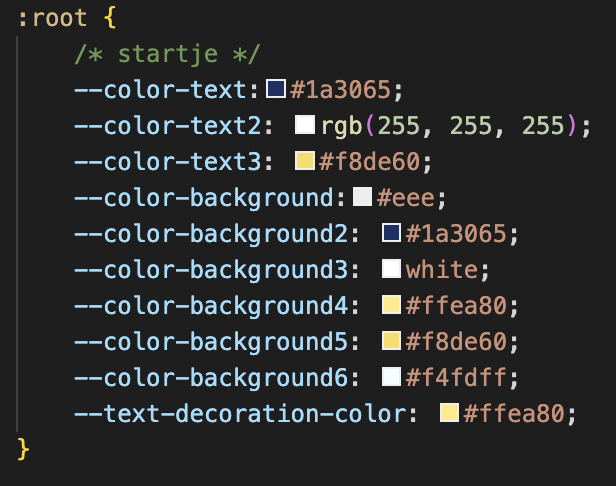 :root {
/* startje */
--color-text:#1a3065;
--color-text2: rgb(255, 255, 255);
--color-text3: #f8de60;
--color-background:#eee;
--color-background2: #1a3065;
--color-background3: white;
--color-background4: #ffea80;
--color-background5: #f8de60;
--color-background6: #f4fdff;
--text-decoration-color: #ffea80;
}